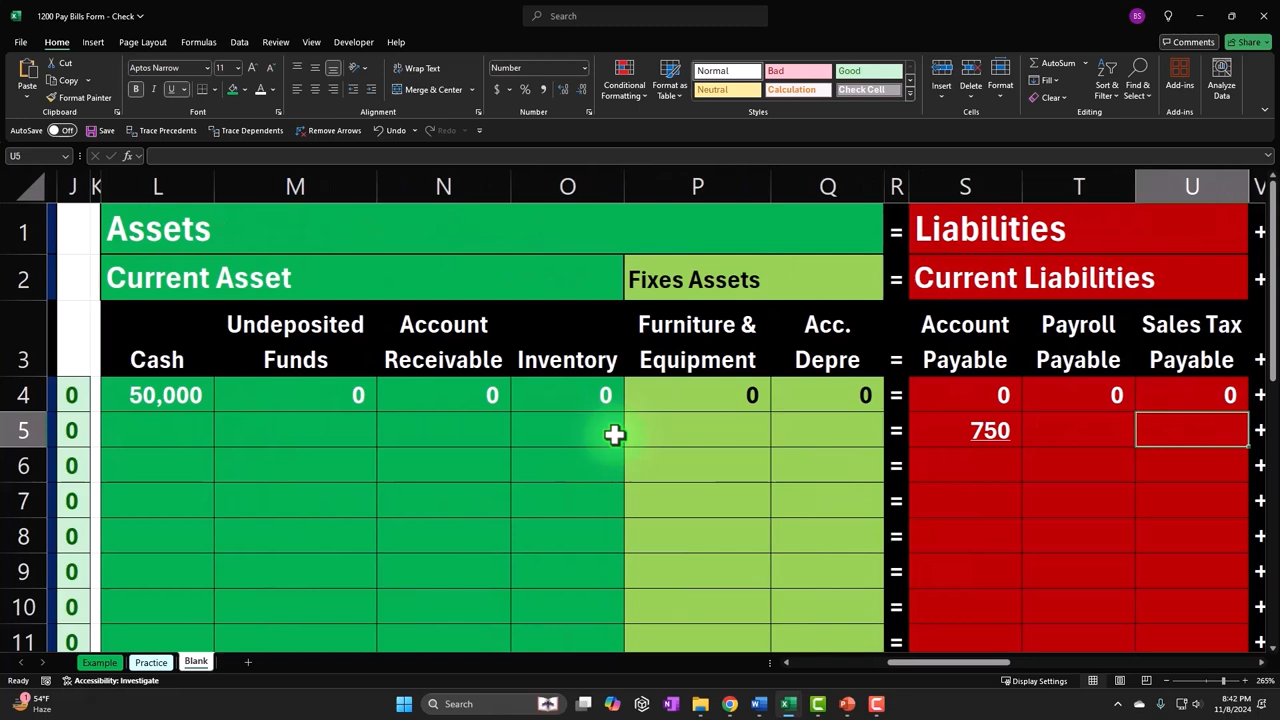 1200 Pay Bills Form - Check
Search
BS
File Home Insert Page Layout Formulas Data Review View Developer Help
Comments Share
Paste
Cut
Copy
Format Painter
Clipboard
Aptos Narrow 11
B I U
Font
Wrap Text
Merge & Center
Alignment
Number
$ % ,
Number
Conditional Formatting
Format as Table
Normal Bad Good
Neutral Calculation Check Cell
Styles
Insert Delete Format
Cells
AutoSum
Fill
Clear
Sort & Filter
Find & Select
Editing
Add-ins
Add-ins
Analyze Data
AutoSave Off Save Trace Precedents Trace Dependents Remove Arrows Undo Redo
U5
fx
J K L M N O P Q R S T U V
1 Assets = Liabilities +
2 Current Asset Fixes Assets = Current Liabilities +
Undeposited Account Furniture & Acc. Account Payroll Sales Tax
3 Cash Funds Receivable Inventory Equipment Depre = Payable Payable Payable +
4 0 50,000 0 0 0 0 0 = 0 0 0 +
5 0 = 750 +
6 0 = +
7 0 = +
8 0 = +
9 0 = +
10 0 = +
11 0 = +
Example Practice Blank
Ready Accessibility: Investigate
Display Settings
265%
1
54°F
Haze
Search
8:42 PM
11/8/2024